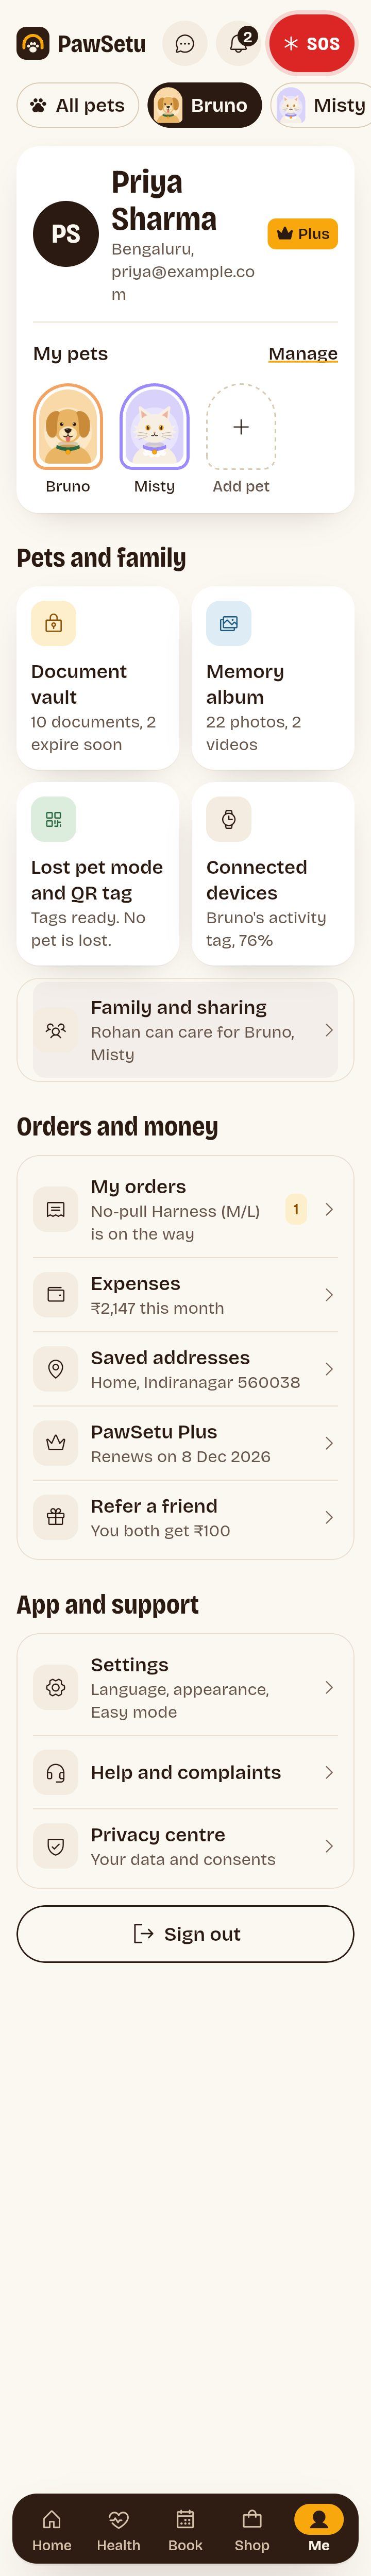 PawSetu
2
SOS
All pets
Bruno
Misty
PS
Priya
Sharma
Bengaluru,
priya@example.co
m
Plus
My pets
Manage
Bruno
Misty
Add pet
Pets and family
Document
vault
10 documents, 2
expire soon
Memory
album
22 photos, 2
videos
Lost pet mode
and QR tag
Tags ready. No
pet is lost.
Connected
devices
Bruno's activity
tag, 76%
Family and sharing
Rohan can care for Bruno,
Misty
Orders and money
My orders
No-pull Harness (M/L)
is on the way
1
Expenses
₹2,147 this month
Saved addresses
Home, Indiranagar 560038
PawSetu Plus
Renews on 8 Dec 2026
Refer a friend
You both get ₹100
App and support
Settings
Language, appearance,
Easy mode
Help and complaints
Privacy centre
Your data and consents
Sign out
Home
Health
Book
Shop
Me